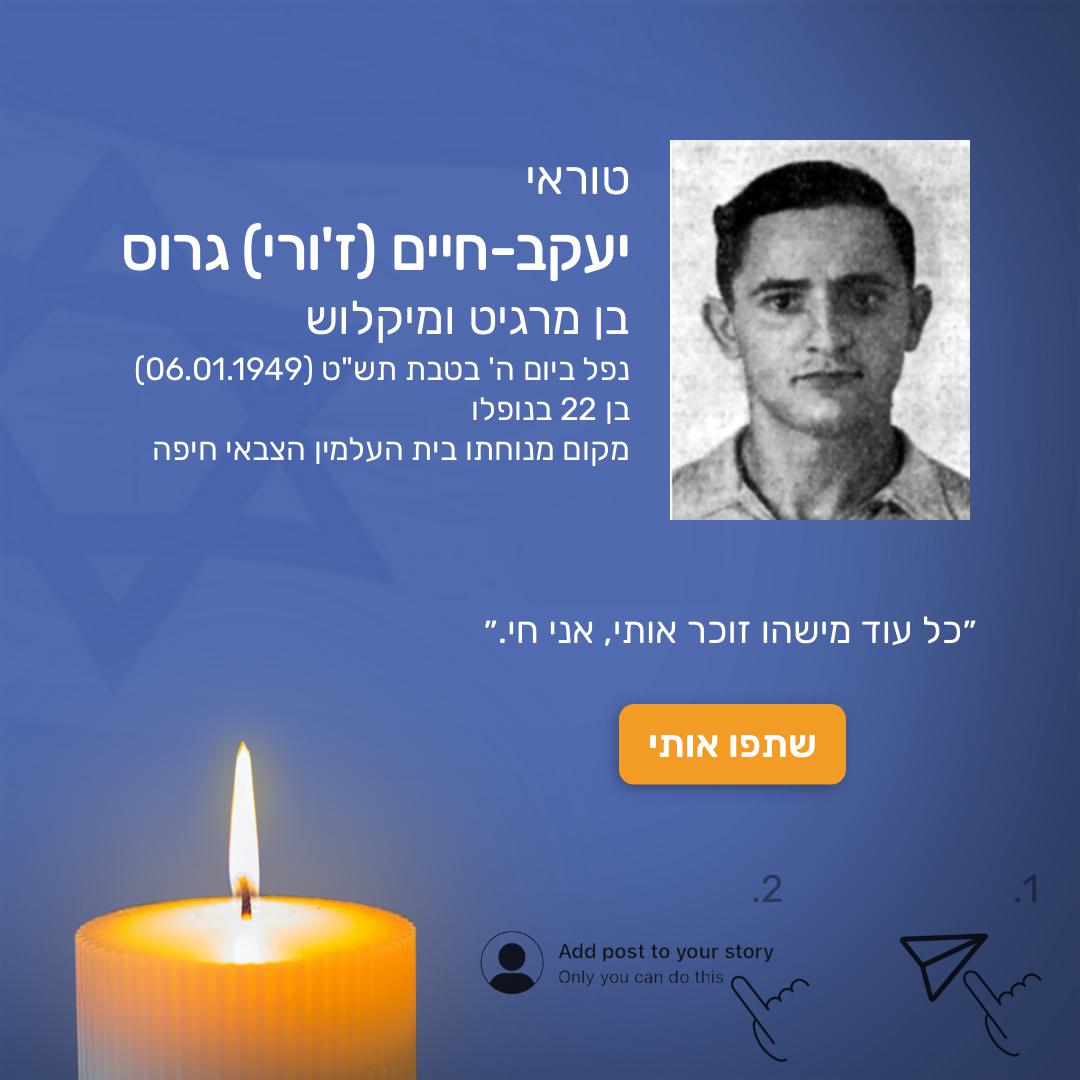 טוראי
יעקב-חיים (ז'ורי) גרוס
בן מרגיט ומיקלוש
נפל ביום ה' בטבת תש"ט (06.01.1949)
בן 22 בנופלו
מקום מנוחתו בית העלמין הצבאי חיפה
״כל עוד מישהו זוכר אותי, אני חי.״
שתפו אותי
.1
.2
Add post to your story
Only you can do this